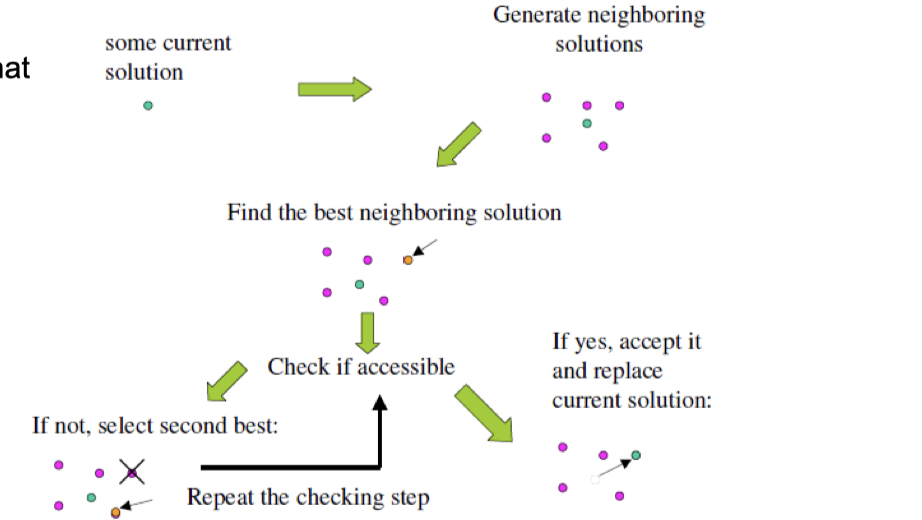 some current
solution
Generate neighboring
solutions
Find the best neighboring solution
Check if accessible
If yes, accept it
and replace
current solution:
If not, select second best:
Repeat the checking step